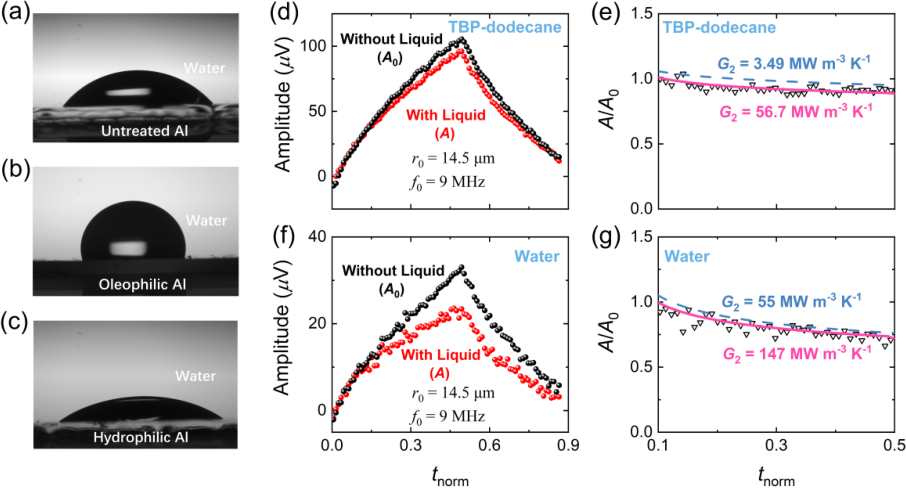 (a)
Water
Untreated Al
(b)
Water
Oleophilic Al
(c)
Water
Hydrophilic Al
(d)
TBP-dodecane
Amplitude (μV)
100
50
0
Without Liquid
(A₀)
With Liquid
(A)
r₀ = 14.5 μm
f₀ = 9 MHz
(e)
TBP-dodecane
A/A₀
1.5
1.0
0.5
0.0
G₂ = 3.49 MW m⁻³ K⁻¹
G₂ = 56.7 MW m⁻³ K⁻¹
(f)
Water
Amplitude (μV)
40
20
0
Without Liquid
(A₀)
With Liquid
(A)
r₀ = 14.5 μm
f₀ = 9 MHz
0.0 0.3 0.6 0.9
tnorm
(g)
Water
A/A₀
1.5
1.0
0.5
0.0
G₂ = 55 MW m⁻³ K⁻¹
G₂ = 147 MW m⁻³ K⁻¹
0.1 0.3 0.5
tnorm